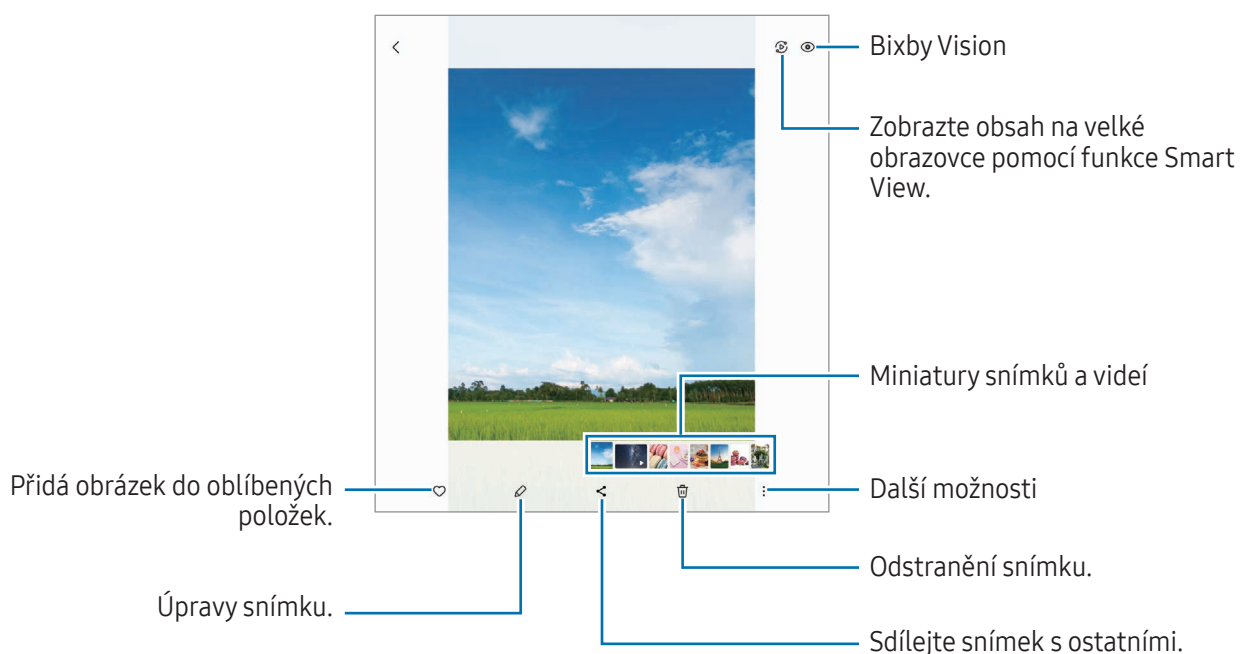 Bixby Vision
Zobrazte obsah na velké
obrazovce pomocí funkce Smart
View.
Miniatury snímků a videí
Přidá obrázek do oblíbených
položek.
Další možnosti
Odstranění snímku.
Úpravy snímku.
Sdílejte snímek s ostatními.